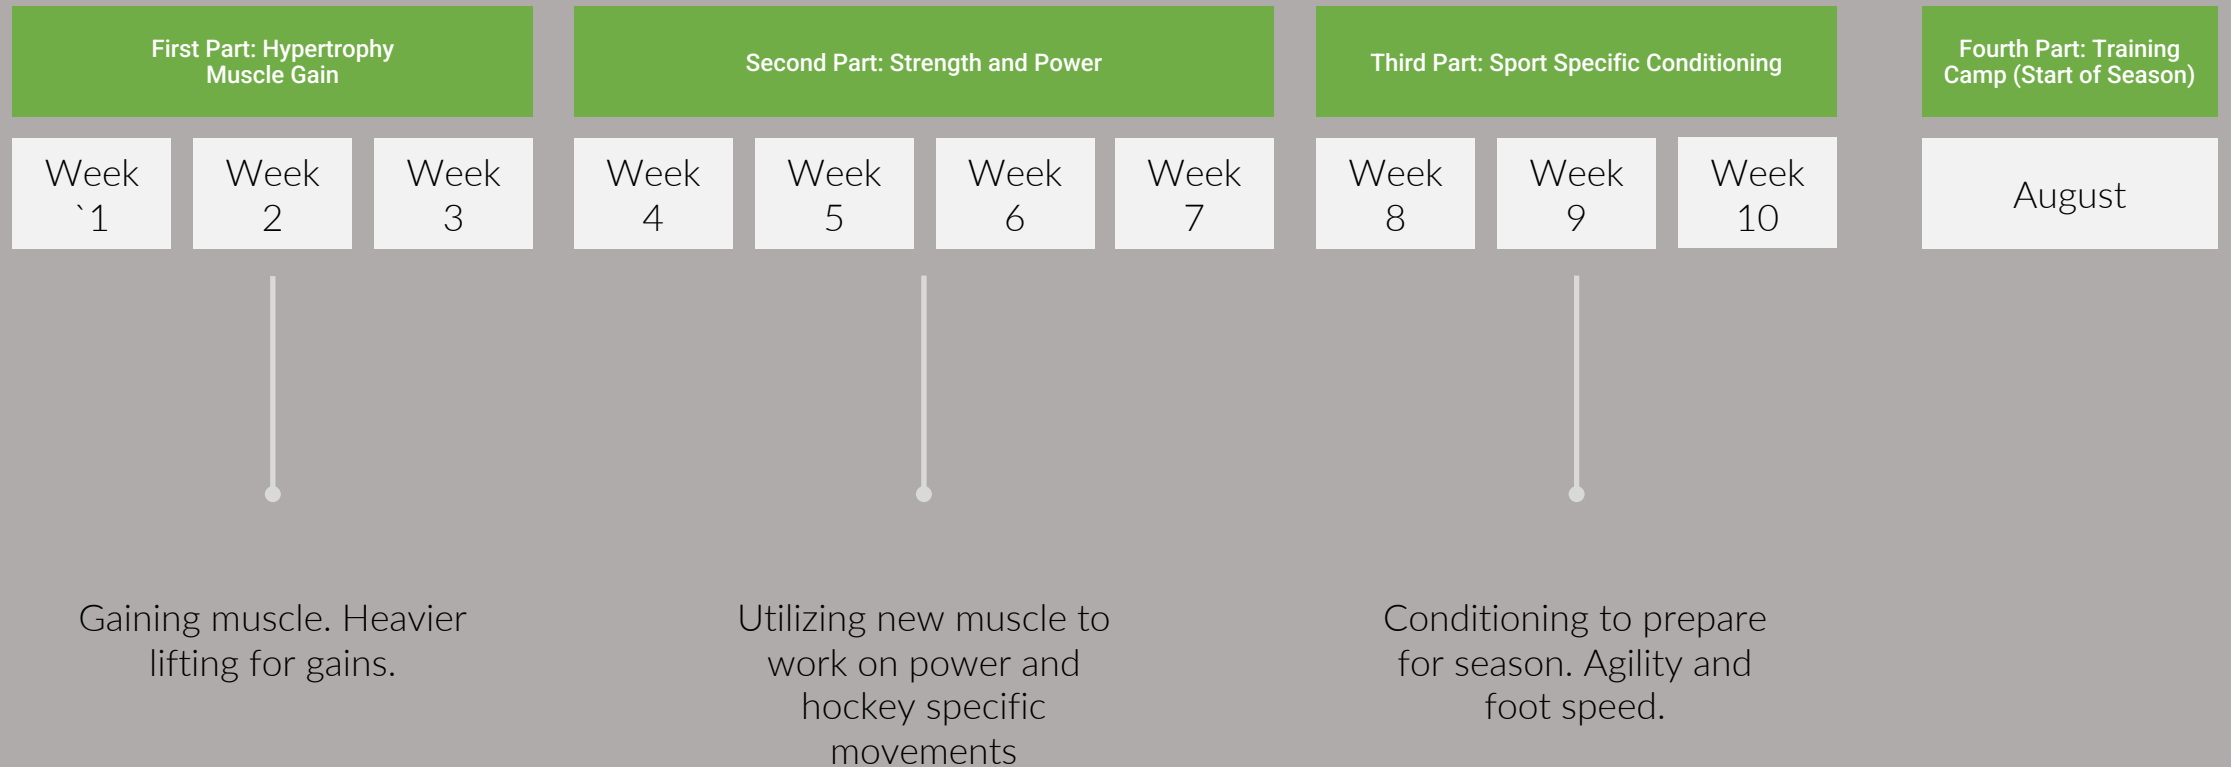 First Part: Hypertrophy
Muscle Gain
Second Part: Strength and Power
Third Part: Sport Specific Conditioning
Fourth Part: Training
Camp (Start of Season)
Week
`1
Week
2
Week
3
Week
4
Week
5
Week
6
Week
7
Week
8
Week
9
Week
10
August
Gaining muscle. Heavier
lifting for gains.
Utilizing new muscle to
work on power and
hockey specific
movements
Conditioning to prepare
for season. Agility and
foot speed.